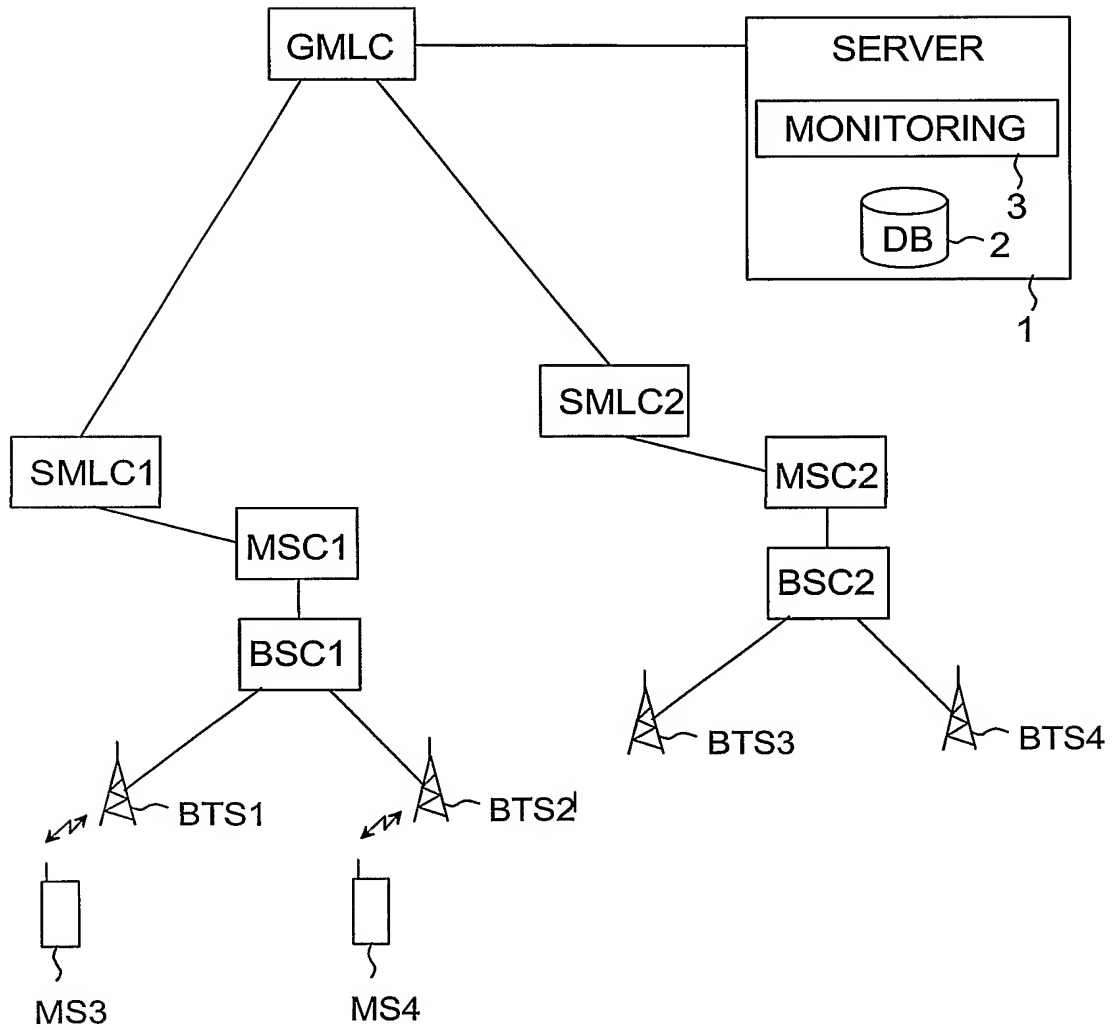 GMLC
SERVER
MONITORING
3
DB
2
1
SMLC2
SMLC1
MSC2
MSC1
BSC2
BSC1
BTS3
BTS4
BTS1
BTS2
MS3
MS4